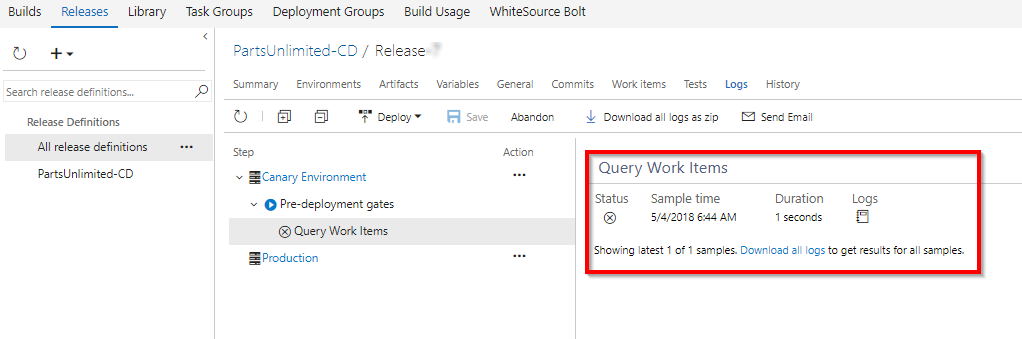 Builds Releases Library Task Groups Deployment Groups Build Usage WhiteSource Bolt
PartsUnlimited-CD / Release-
Search release definitions...
Summary Environments Artifacts Variables General Commits Work items Tests Logs History
Release Definitions
All release definitions ...
PartsUnlimited-CD
Deploy Save Abandon Download all logs as zip Send Email
Step Action
Canary Environment ...
Pre-deployment gates
Query Work Items
Production ...
Query Work Items
Status Sample time Duration Logs
5/4/2018 6:44 AM 1 seconds
Showing latest 1 of 1 samples. Download all logs to get results for all samples.